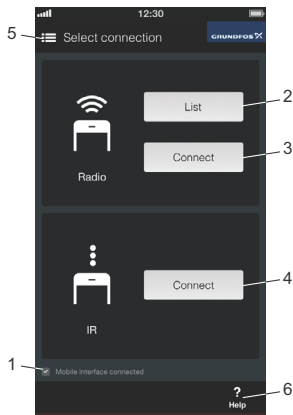 12:30
5
Select connection
GRUNDFOS
List
2
Connect
3
Radio
Connect
4
IR
1
Mobile interface connected
?
6
Help